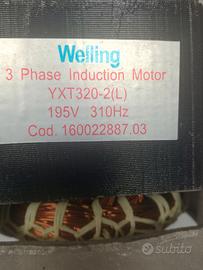 Welling
3 Phase Induction Motor
YXT320-2(L)
195V 310Hz
Cod. 160022887.03
subito